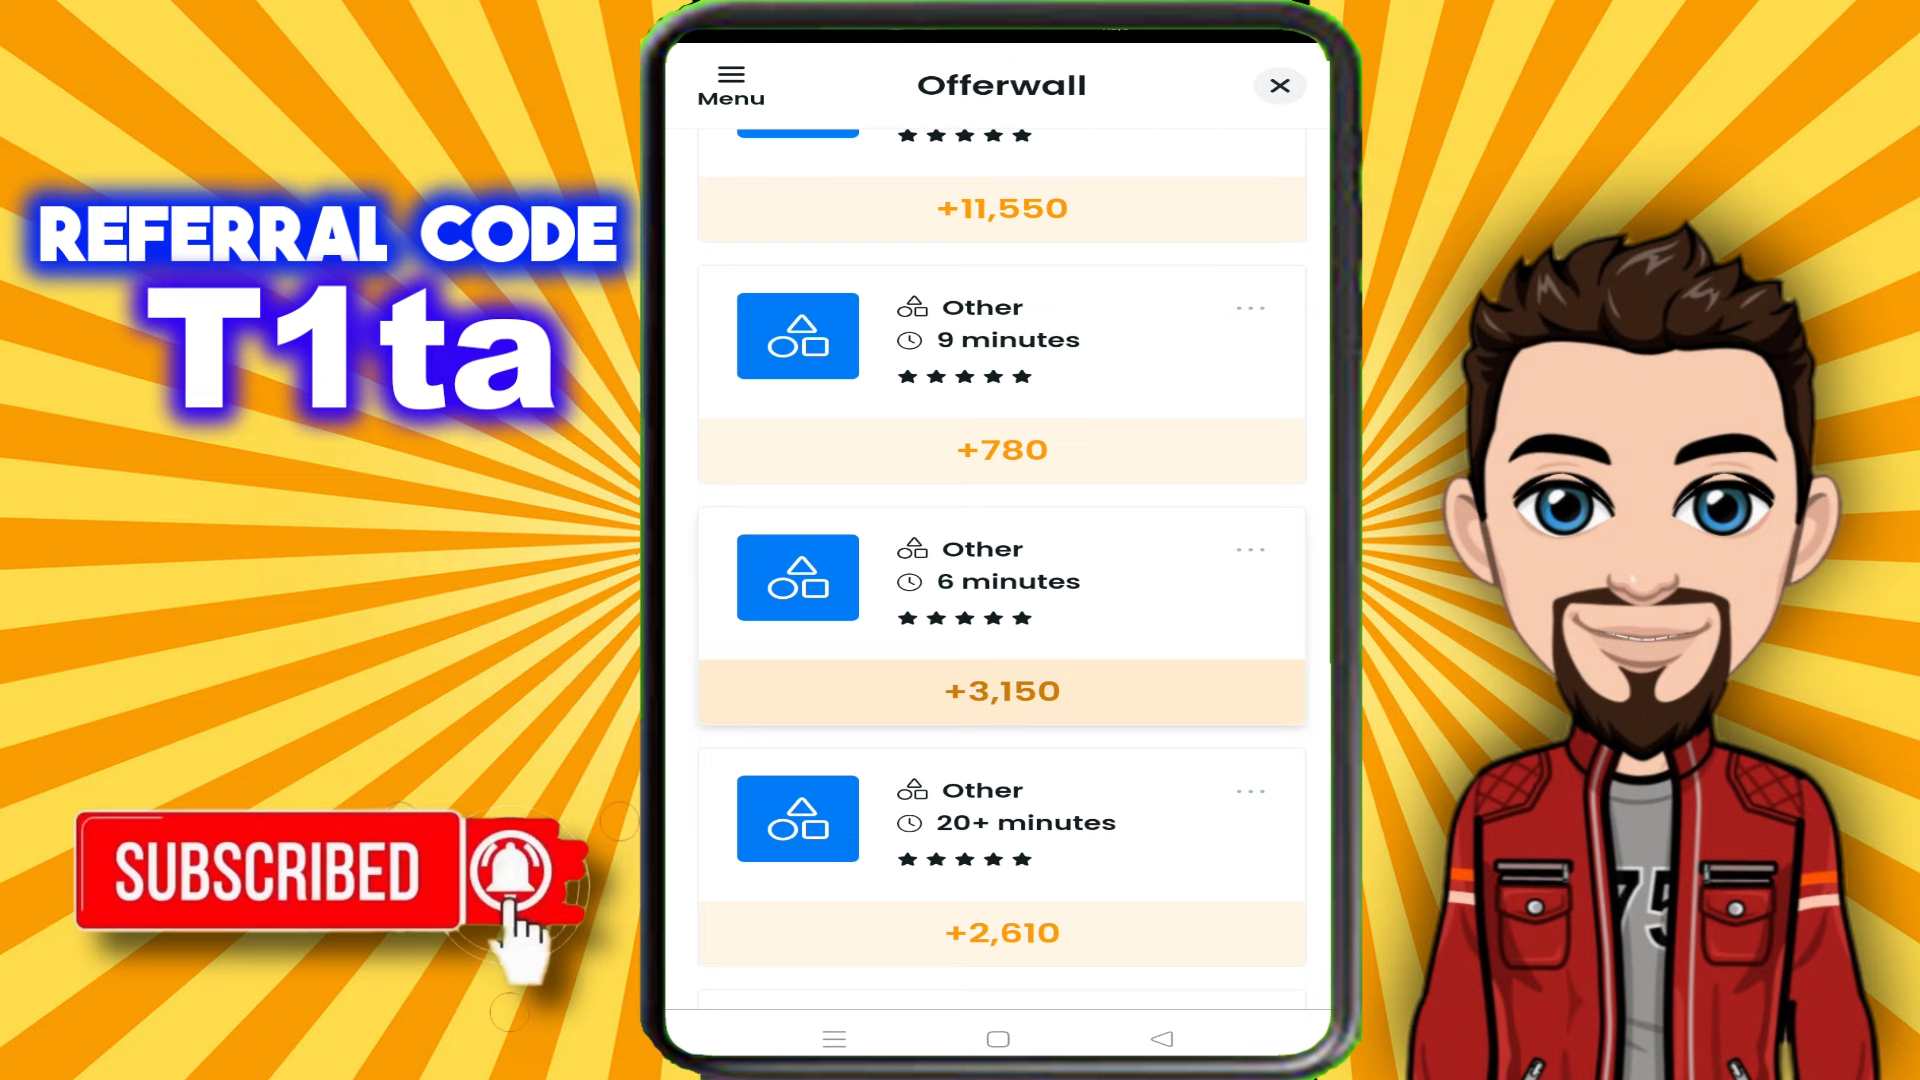 REFERRAL CODE
T1ta
SUBSCRIBED
Menu
Offerwall
+11,550
Other
9 minutes
+780
Other
6 minutes
+3,150
Other
20+ minutes
+2,610
75